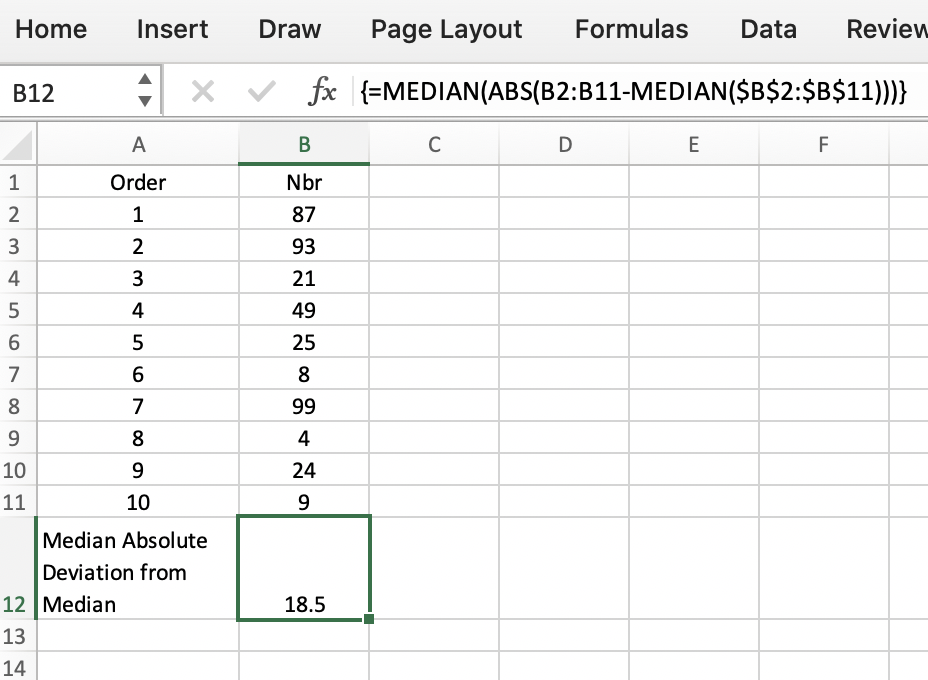 Home Insert Draw Page Layout Formulas Data Review
B12 fx {=MEDIAN(ABS(B2:B11-MEDIAN($B$2:$B$11)))}
A B C D E F
1 Order Nbr
2 1 87
3 2 93
4 3 21
5 4 49
6 5 25
7 6 8
8 7 99
9 8 4
10 9 24
11 10 9
Median Absolute
Deviation from
12 Median 18.5
13
14